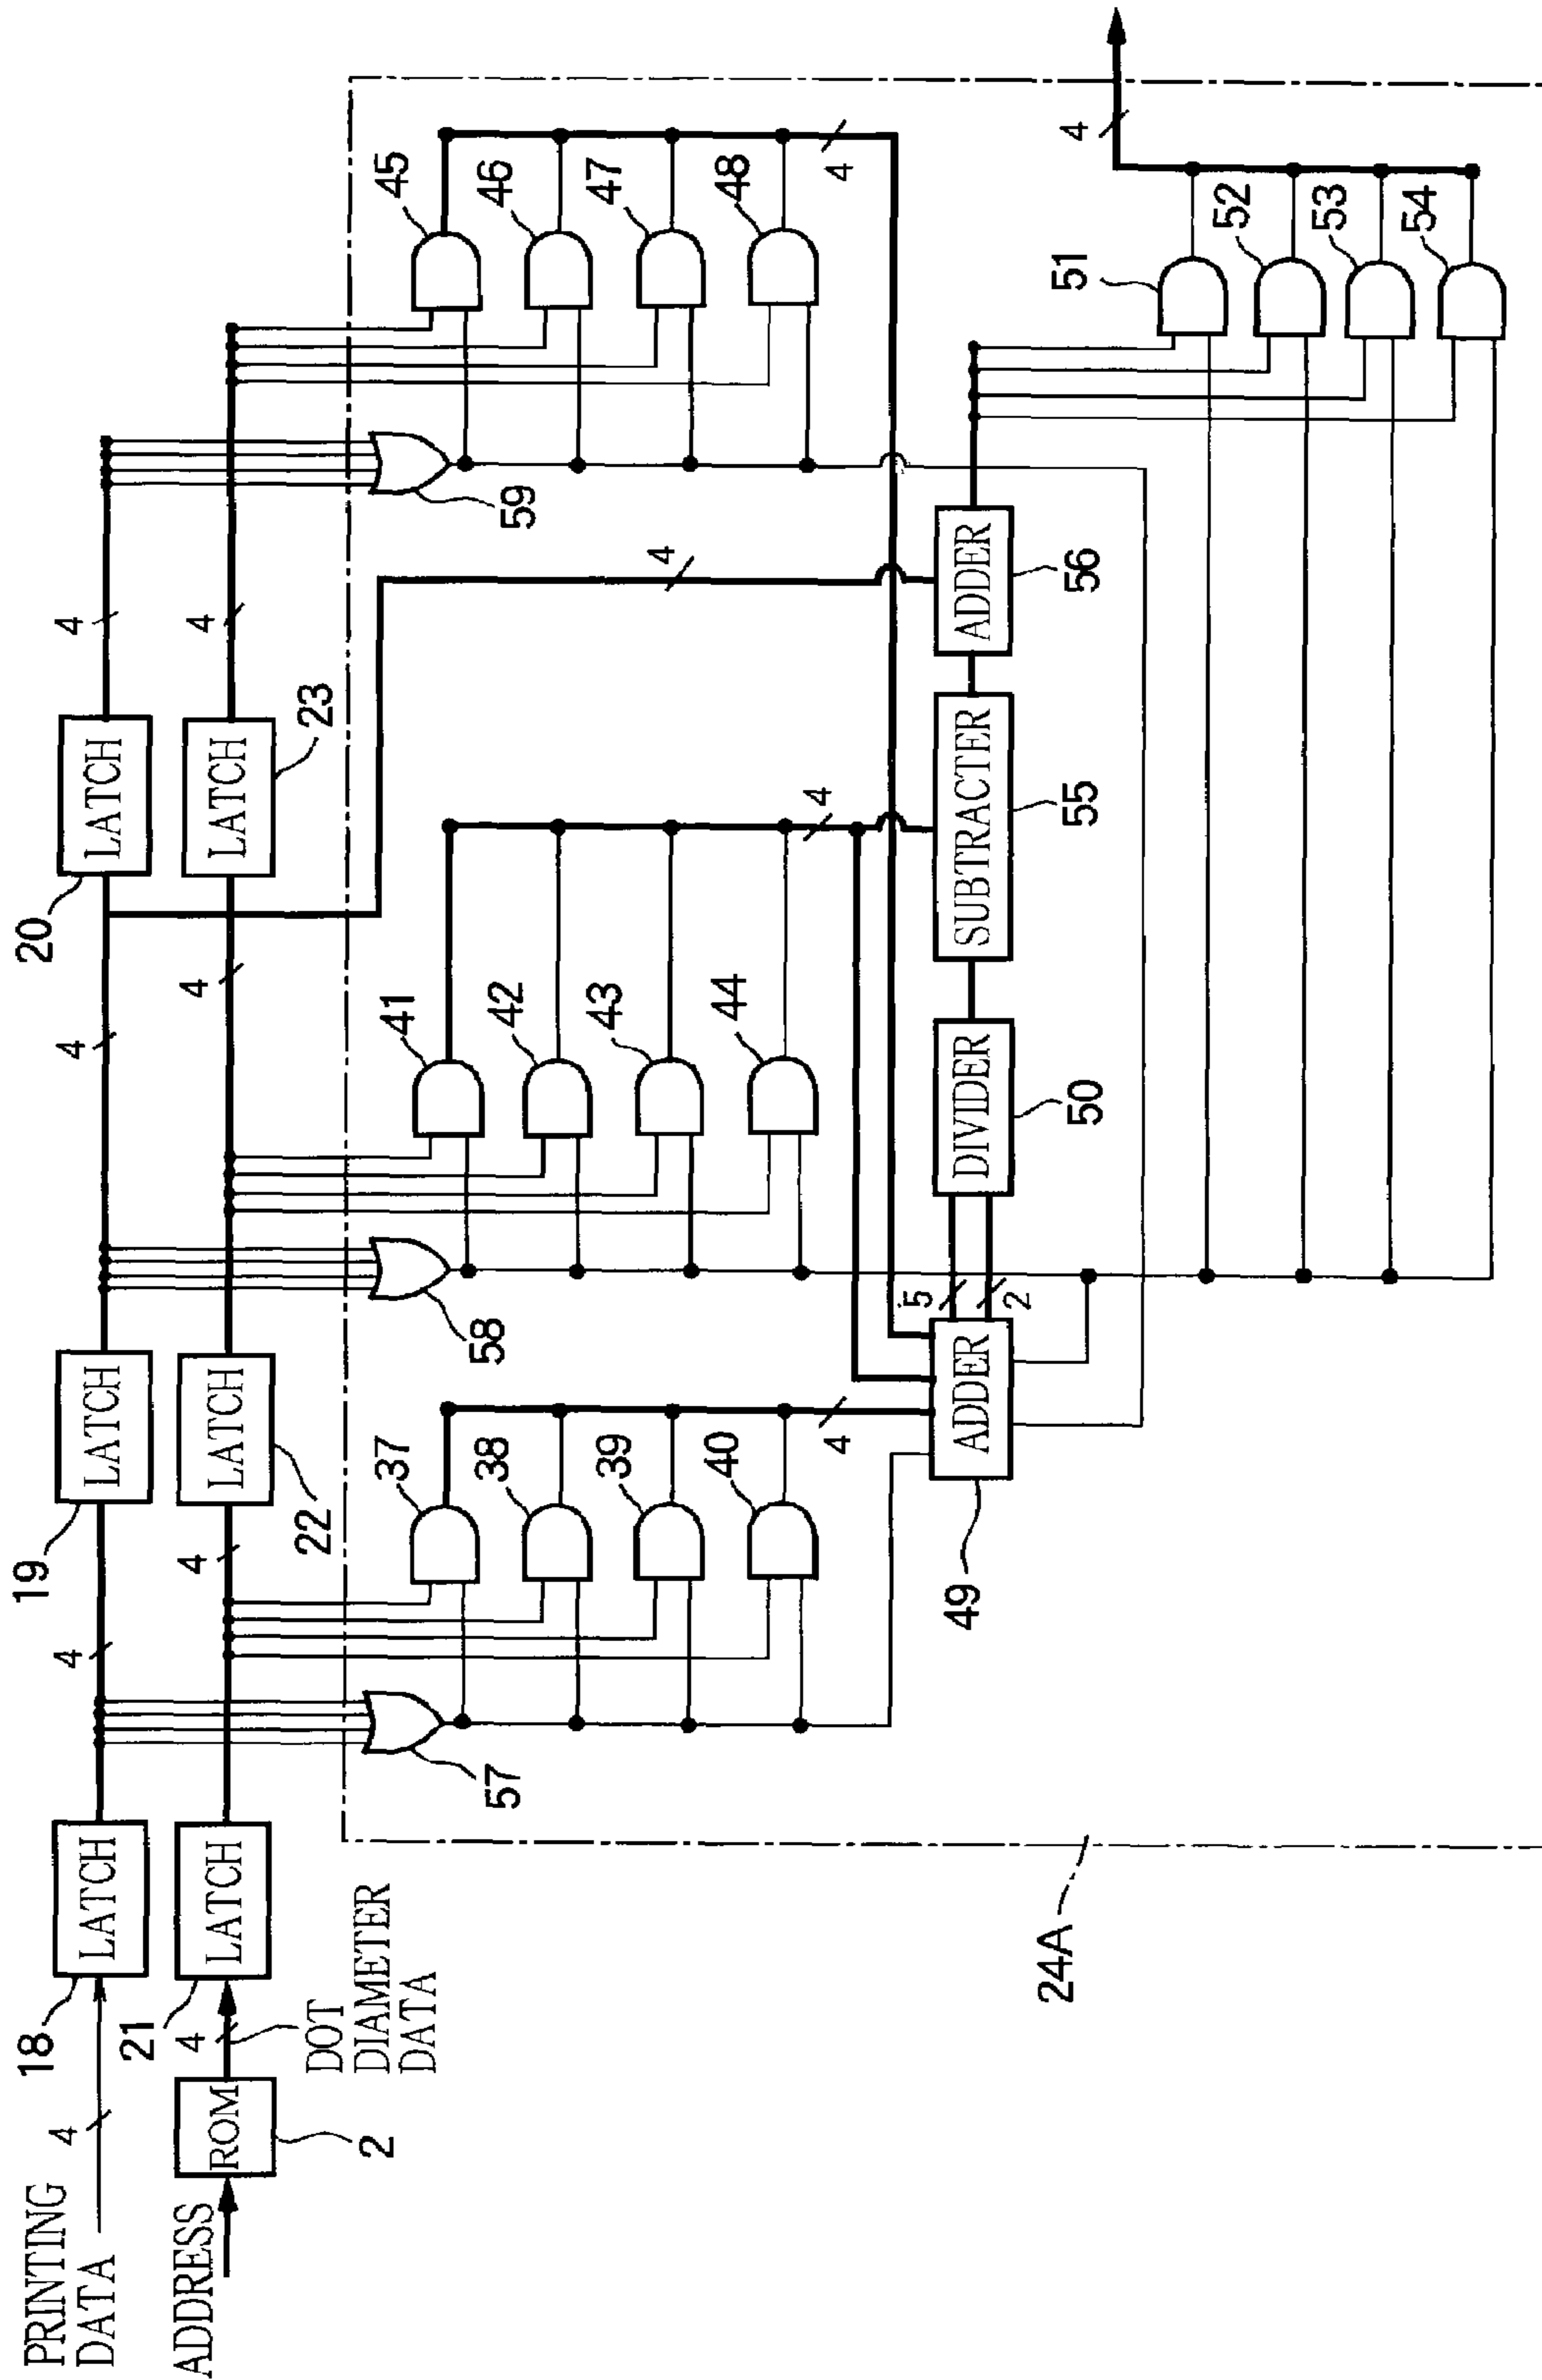 PRINTING
DATA
4
18
LATCH
4
19
LATCH
4
20
LATCH
4
ADDRESS
ROM
2
4
DOT
DIAMETER
DATA
21
LATCH
4
22
LATCH
4
LATCH
23
4
57
37
38
39
40
4
58
41
42
43
44
4
4
59
45
46
47
48
4
49
ADDER
5
2
DIVIDER
50
SUBTRACTER
55
ADDER
56
51
52
53
54
4
24A